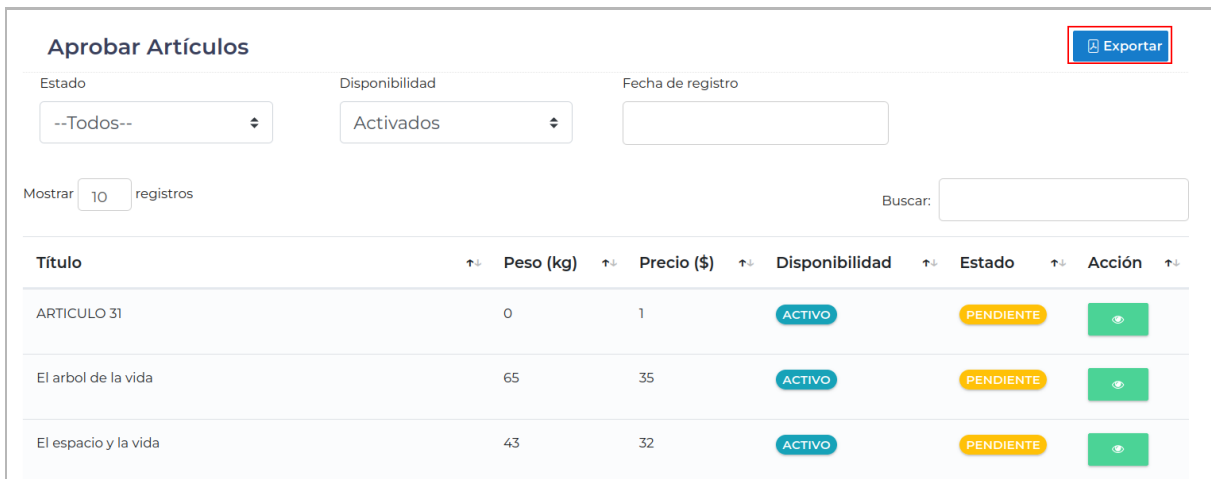 Aprobar Artículos Exportar
Estado Disponibilidad Fecha de registro
--Todos-- Activados
Mostrar 10 registros Buscar:
Título Peso (kg) Precio ($) Disponibilidad Estado Acción
ARTICULO 31 0 1 ACTIVO PENDIENTE
El arbol de la vida 65 35 ACTIVO PENDIENTE
El espacio y la vida 43 32 ACTIVO PENDIENTE